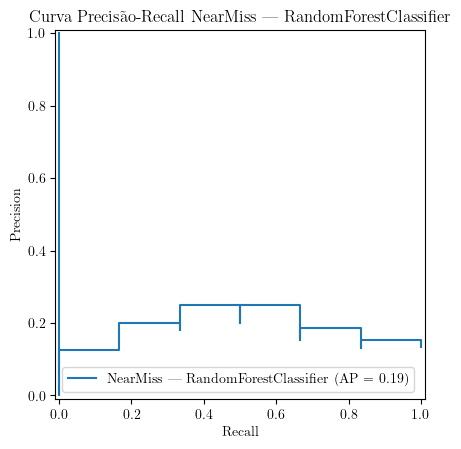 Curva Precisão-Recall NearMiss — RandomForestClassifier
1.0
0.8
0.6
0.4
0.2
0.0
Precision
NearMiss — RandomForestClassifier (AP = 0.19)
0.0 0.2 0.4 0.6 0.8 1.0
Recall